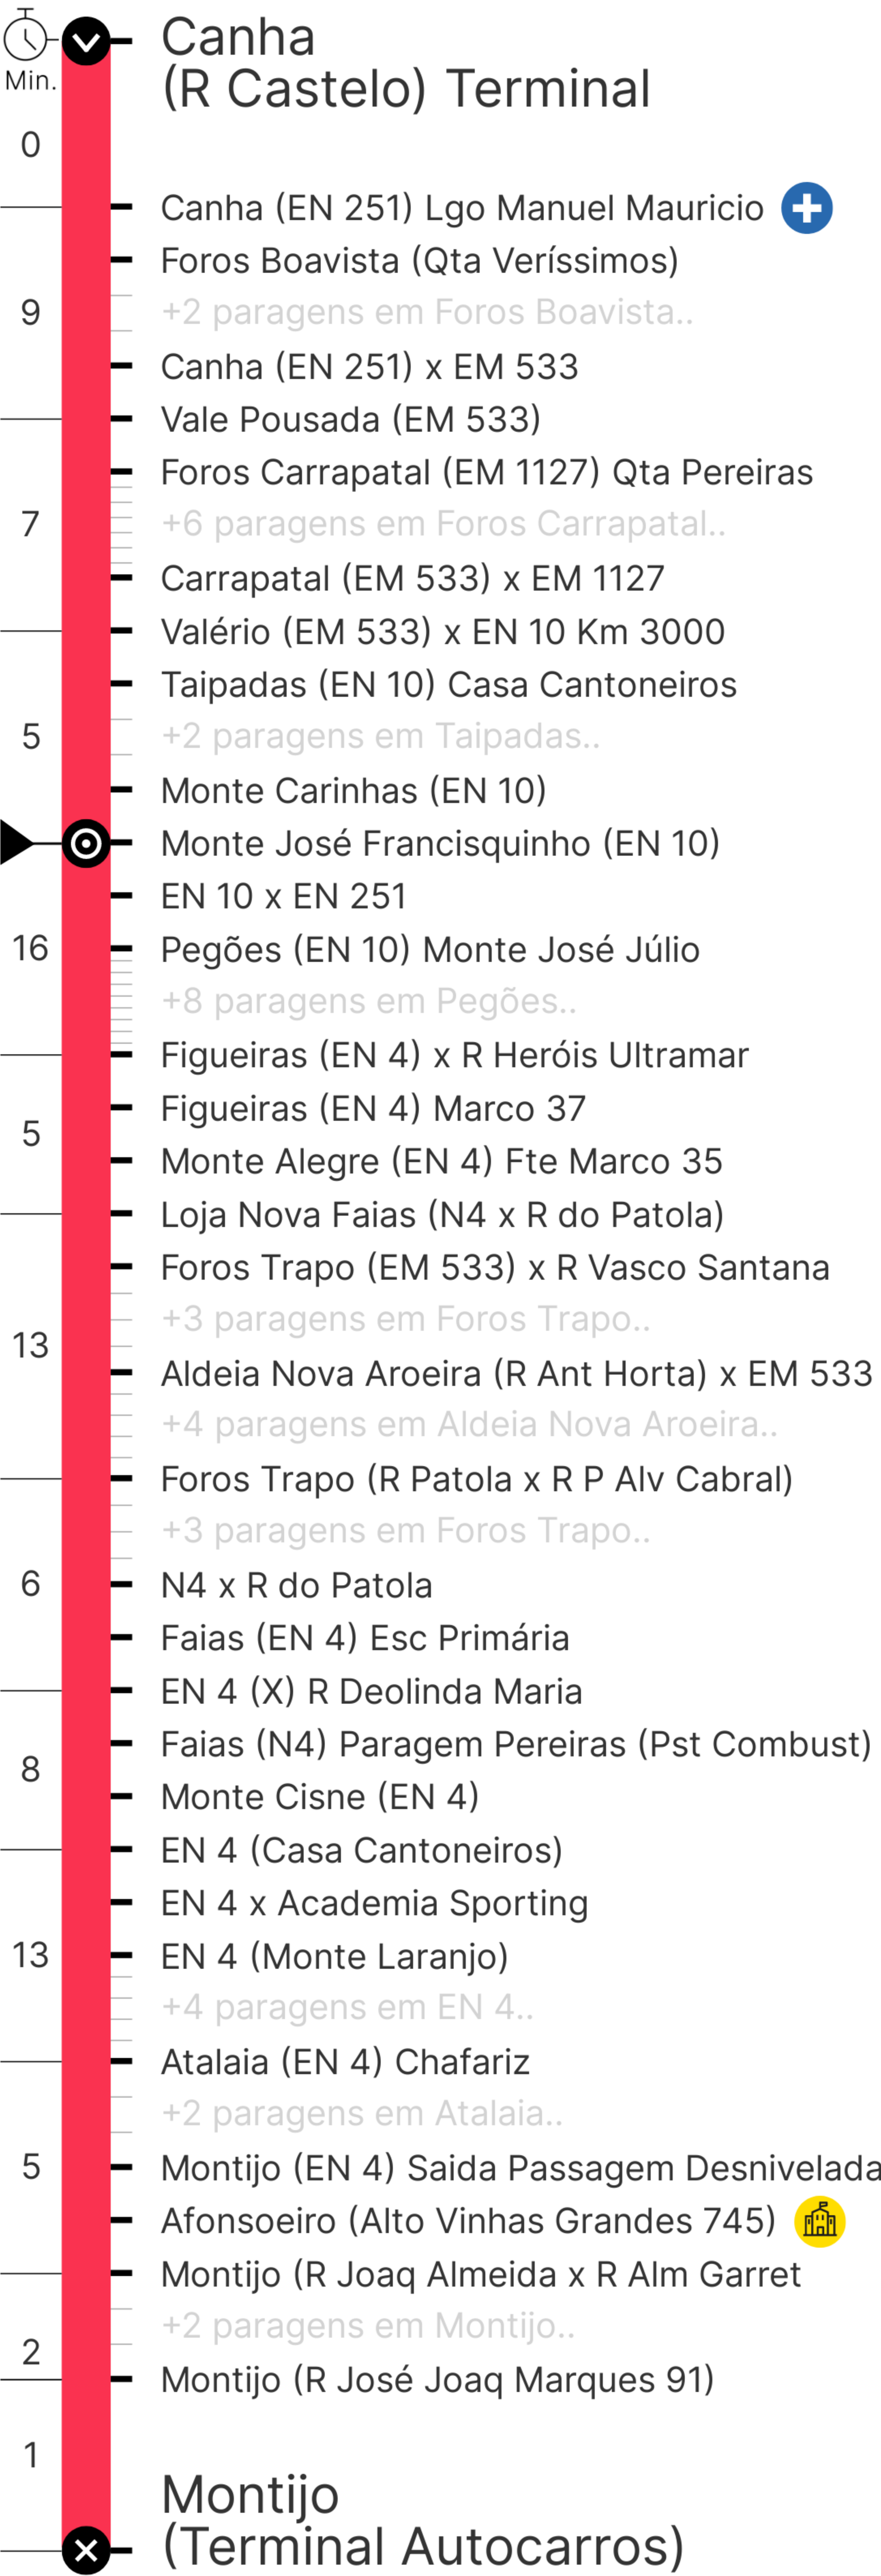 Canha
(R Castelo) Terminal
Min.
0
Canha (EN 251) Lgo Manuel Mauricio
Foros Boavista (Qta Veríssimos)
9
+2 paragens em Foros Boavista..
Canha (EN 251) x EM 533
Vale Pousada (EM 533)
Foros Carrapatal (EM 1127) Qta Pereiras
7
+6 paragens em Foros Carrapatal..
Carrapatal (EM 533) x EM 1127
Valério (EM 533) x EN 10 Km 3000
Taipadas (EN 10) Casa Cantoneiros
5
+2 paragens em Taipadas..
Monte Carinhas (EN 10)
Monte José Francisquinho (EN 10)
EN 10 x EN 251
16
Pegões (EN 10) Monte José Júlio
+8 paragens em Pegões..
Figueiras (EN 4) x R Heróis Ultramar
Figueiras (EN 4) Marco 37
5
Monte Alegre (EN 4) Fte Marco 35
Loja Nova Faias (N4 x R do Patola)
Foros Trapo (EM 533) x R Vasco Santana
+3 paragens em Foros Trapo..
13
Aldeia Nova Aroeira (R Ant Horta) x EM 533
+4 paragens em Aldeia Nova Aroeira..
Foros Trapo (R Patola x R P Alv Cabral)
+3 paragens em Foros Trapo..
6
N4 x R do Patola
Faias (EN 4) Esc Primária
EN 4 (X) R Deolinda Maria
Faias (N4) Paragem Pereiras (Pst Combust)
8
Monte Cisne (EN 4)
EN 4 (Casa Cantoneiros)
EN 4 x Academia Sporting
13
EN 4 (Monte Laranjo)
+4 paragens em EN 4..
Atalaia (EN 4) Chafariz
+2 paragens em Atalaia..
5
Montijo (EN 4) Saida Passagem Desnivelada
Afonsoeiro (Alto Vinhas Grandes 745)
Montijo (R Joaq Almeida x R Alm Garret
+2 paragens em Montijo..
2
Montijo (R José Joaq Marques 91)
1
Montijo
(Terminal Autocarros)